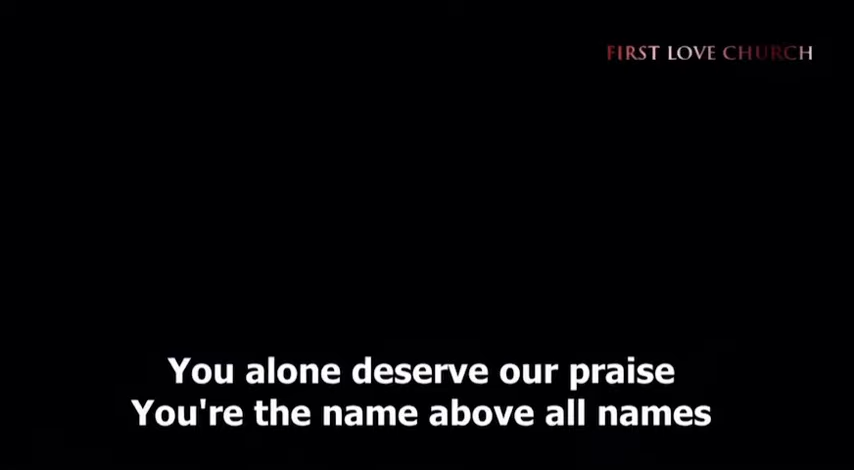 FIRST LOVE CHURCH
You alone deserve our praise
You're the name above all names